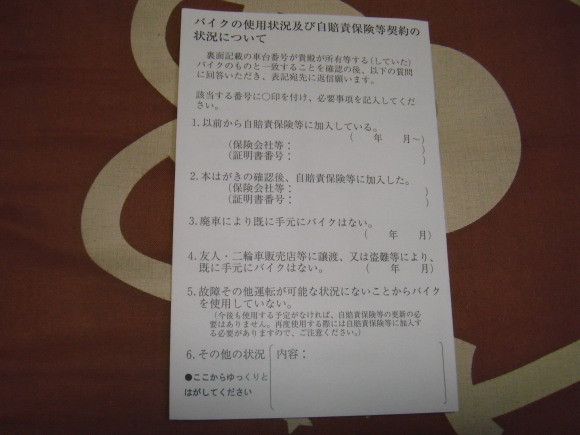 バイクの使用状況及び自賠責保険等契約の
状況について
裏面記載の車台番号が貴殿が所有等する(していた)
バイクのものと一致することを確認の後、以下の質問
に回答いただき、表記宛先に返信願います。
該当する番号に○印を付け、必要事項を記入してくだ
さい。
1.以前から自賠責保険等に加入している。
(　年　月〜)
(保険会社等：　)
(証明書番号：　)
2.本はがきの確認後、自賠責保険等に加入した。
(保険会社等：　)
(証明書番号：　)
3.廃車により既に手元にバイクはない。
(　年　月)
4.友人・二輪車販売店等に譲渡、又は盗難等により、
既に手元にバイクはない。　(　年　月)
5.故障その他運転が可能な状況にないことからバイク
を使用していない。
(今後も使用する予定がなければ、自賠責保険等の更新の必
要はありません。再度使用する際には自賠責保険等に加入す
る必要がありますので、ご注意ください。)
6.その他の状況　内容：
●ここからゆっくりと
はがしてください